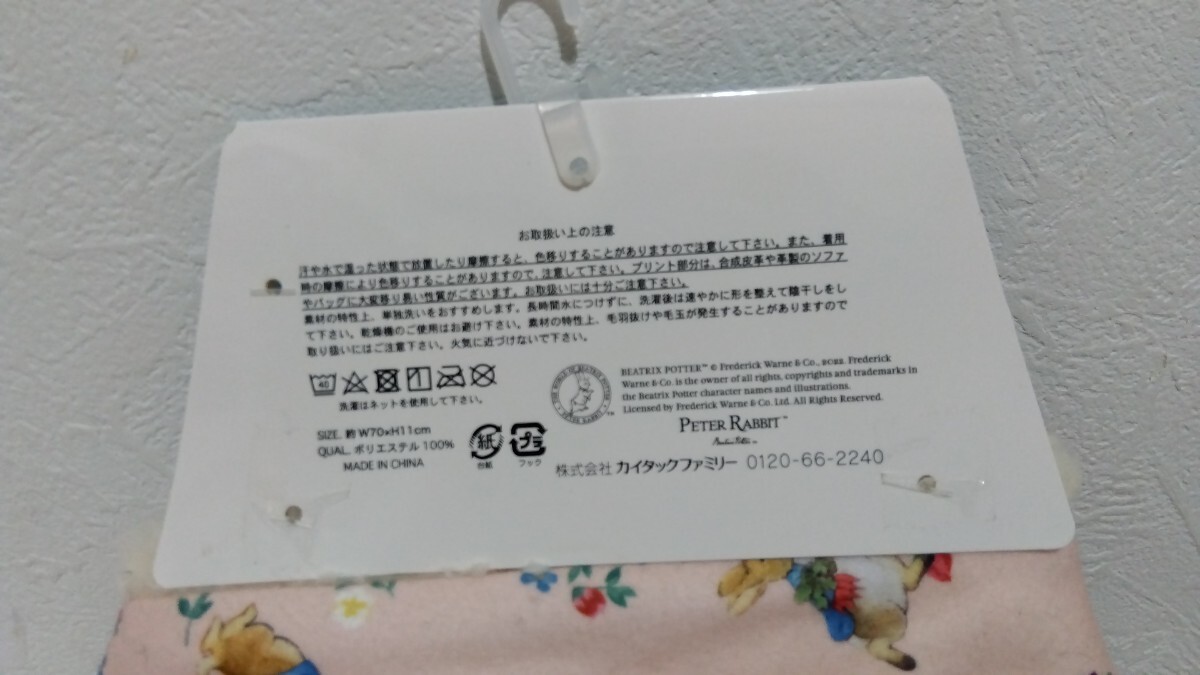 お取扱い上の注意
汗や水で湿った状態で放置したり摩擦すると、色移りすることがありますので注意して下さい。また、着用
時の摩擦により色移りすることがありますので、注意して下さい。プリント部分は、合成皮革や革製のソファ
やバッグに大変移り易い性質がございます。お取扱いには十分ご注意下さい。
素材の特性上、単独洗いをおすすめします。長時間水につけずに、洗濯後は速やかに形を整えて陰干しをし
て下さい。乾燥機のご使用はお避け下さい。素材の特性上、毛羽抜けや毛玉が発生することがありますので
取り扱いにはご注意下さい。火気に近づけないで下さい。
40
洗濯はネットを使用して下さい。
SIZE. 約 W70×H11cm
QUAL. ポリエステル 100%
MADE IN CHINA
紙
台紙
プラ
フック
BEATRIX POTTER™ © Frederick Warne & Co., 2022. Frederick
Warne & Co. is the owner of all rights, copyrights and trademarks in
the Beatrix Potter character names and illustrations.
Licensed by Frederick Warne & Co. Ltd. All Rights Reserved.
PETER RABBIT™
株式会社 カイタックファミリー 0120-66-2240